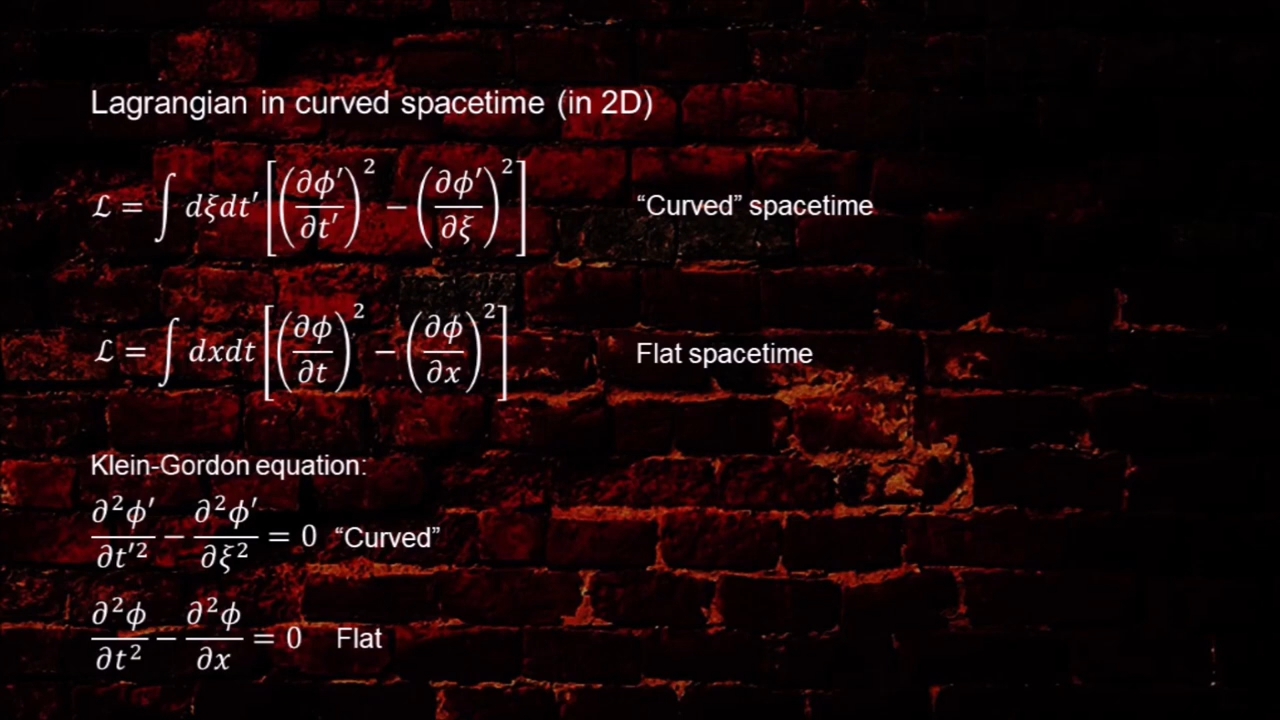 Lagrangian in curved spacetime (in 2D)
ℒ = ∫ dξdt′ [(∂ϕ′/∂t′)² − (∂ϕ′/∂ξ)²] “Curved” spacetime
ℒ = ∫ dxdt [(∂ϕ/∂t)² − (∂ϕ/∂x)²] Flat spacetime
Klein-Gordon equation:
∂²ϕ′/∂t′² − ∂²ϕ′/∂ξ² = 0 “Curved”
∂²ϕ/∂t² − ∂²ϕ/∂x = 0 Flat